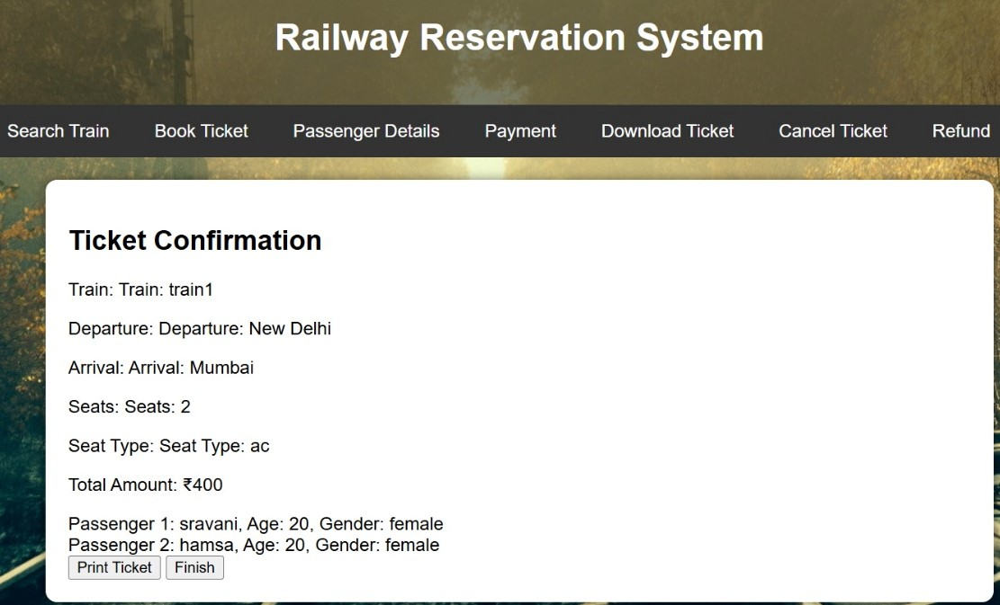 Railway Reservation System
Search Train Book Ticket Passenger Details Payment Download Ticket Cancel Ticket Refund
Ticket Confirmation
Train: Train: train1
Departure: Departure: New Delhi
Arrival: Arrival: Mumbai
Seats: Seats: 2
Seat Type: Seat Type: ac
Total Amount: ₹400
Passenger 1: sravani, Age: 20, Gender: female
Passenger 2: hamsa, Age: 20, Gender: female
Print Ticket Finish